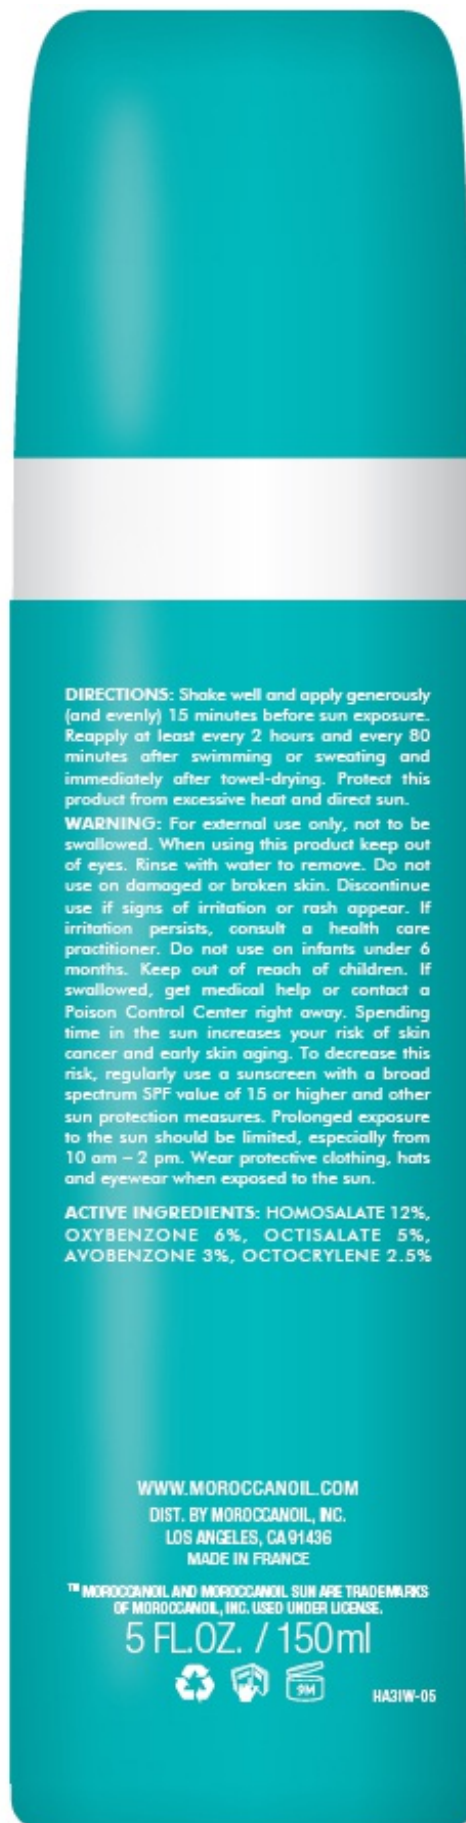 DIRECTIONS: Shake well and apply generously
(and evenly) 15 minutes before sun exposure.
Reapply at least every 2 hours and every 80
minutes after swimming or sweating and
immediately after towel-drying. Protect this
product from excessive heat and direct sun.
WARNING: For external use only, not to be
swallowed. When using this product keep out
of eyes. Rinse with water to remove. Do not
use on damaged or broken skin. Discontinue
use if signs of irritation or rash appear. If
irritation persists, consult a health care
practitioner. Do not use on infants under 6
months. Keep out of reach of children. If
swallowed, get medical help or contact a
Poison Control Center right away. Spending
time in the sun increases your risk of skin
cancer and early skin aging. To decrease this
risk, regularly use a sunscreen with a broad
spectrum SPF value of 15 or higher and other
sun protection measures. Prolonged exposure
to the sun should be limited, especially from
10 am – 2 pm. Wear protective clothing, hats
and eyewear when exposed to the sun.
ACTIVE INGREDIENTS: HOMOSALATE 12%,
OXYBENZONE 6%, OCTISALATE 5%,
AVOBENZONE 3%, OCTOCRYLENE 2.5%
WWW.MOROCCANOIL.COM
DIST. BY MOROCCANOIL, INC.
LOS ANGELES, CA 91436
MADE IN FRANCE
™ MOROCCANOIL AND MOROCCANOIL SUN ARE TRADEMARKS
OF MOROCCANOIL, INC. USED UNDER LICENSE.
5 FL.OZ. / 150ml
9M
HA3IW-05